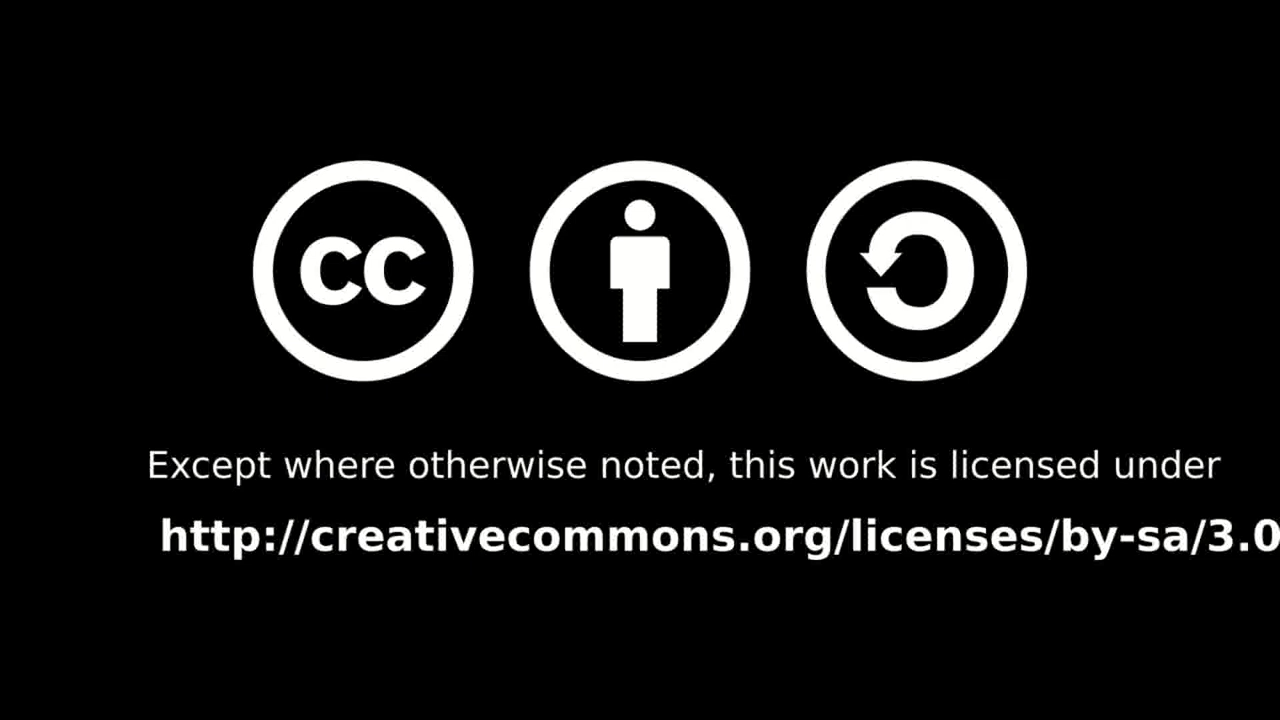 cc
Except where otherwise noted, this work is licensed under
http://creativecommons.org/licenses/by-sa/3.0